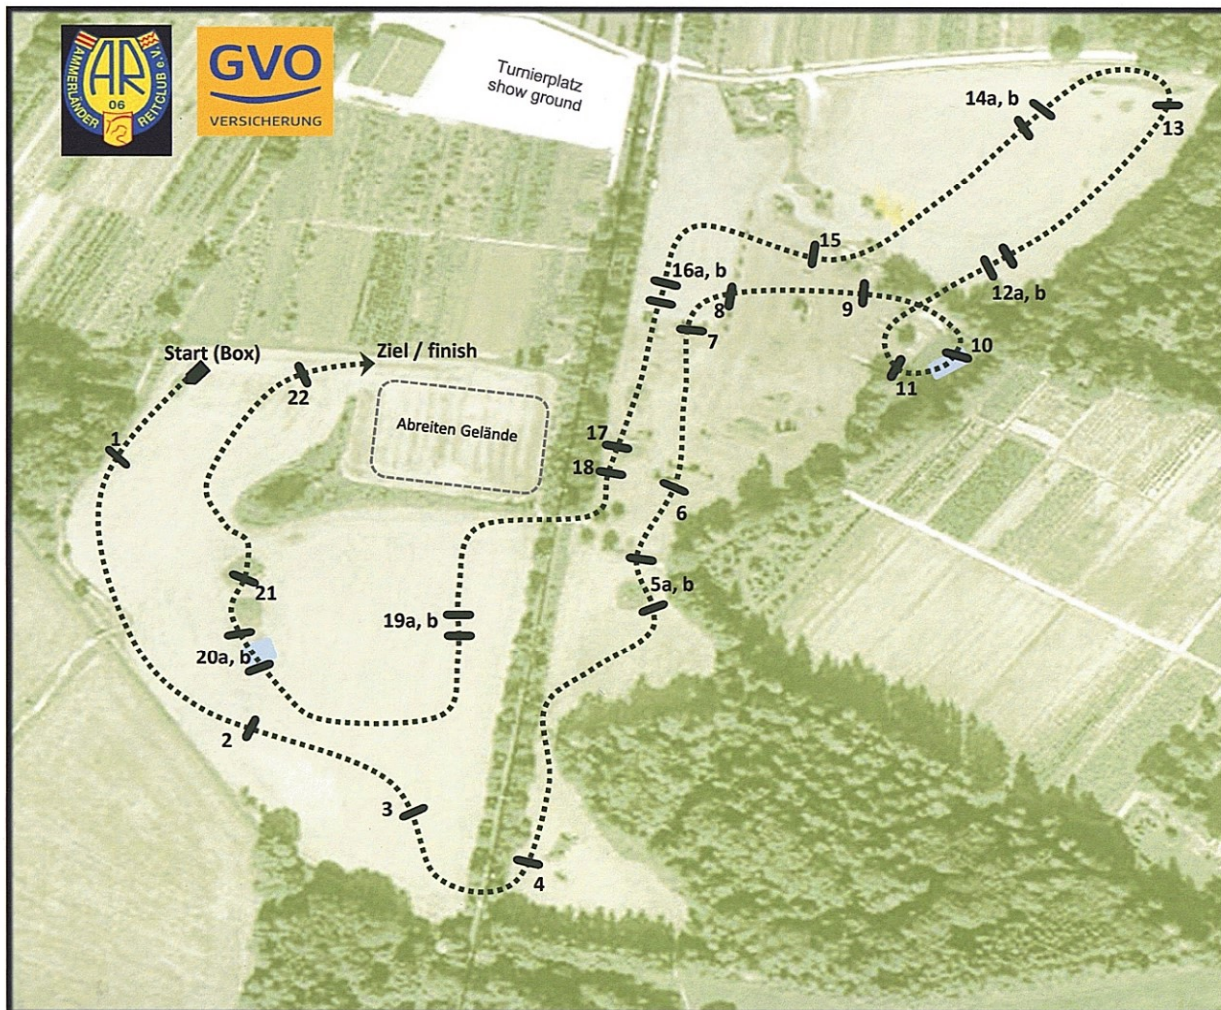 AR
06
AMMERLÄNDER REITCLUB e.V.
GVO
VERSICHERUNG
Turnierplatz
show ground
14a, b
13
15
16a, b
12a, b
8
9
7
10
11
Start (Box)
Ziel / finish
22
Abreiten Gelände
1
17
18
6
21
5a, b
19a, b
20a, b
2
3
4